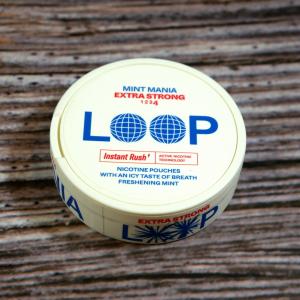 MINT MANIA
EXTRA STRONG
1234
LOOP
Instant Rush
ACTIVE NICOTINE
TECHNOLOGY
NICOTINE POUCHES
WITH AN ICY TASTE OF BREATH
FRESHENING MINT
EXTRA STRONG
LOOP